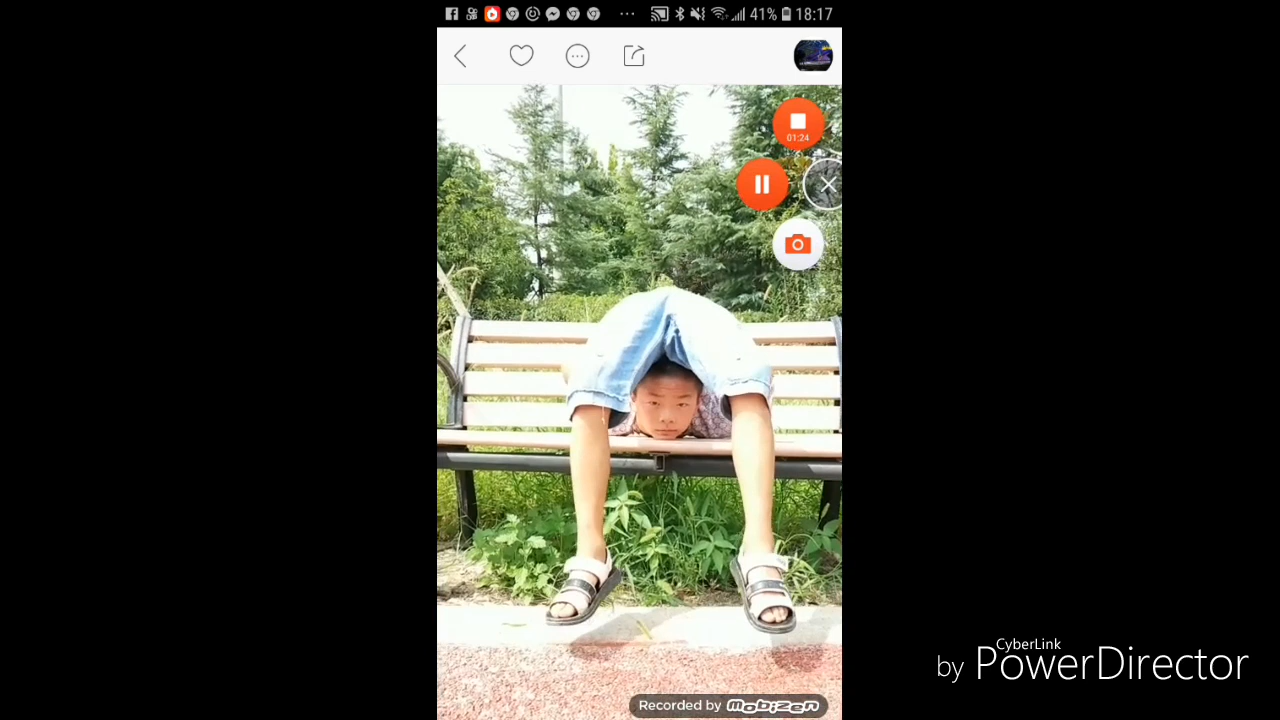 41% 18:17
01:24
Recorded by Mobizen
CyberLink
by PowerDirector